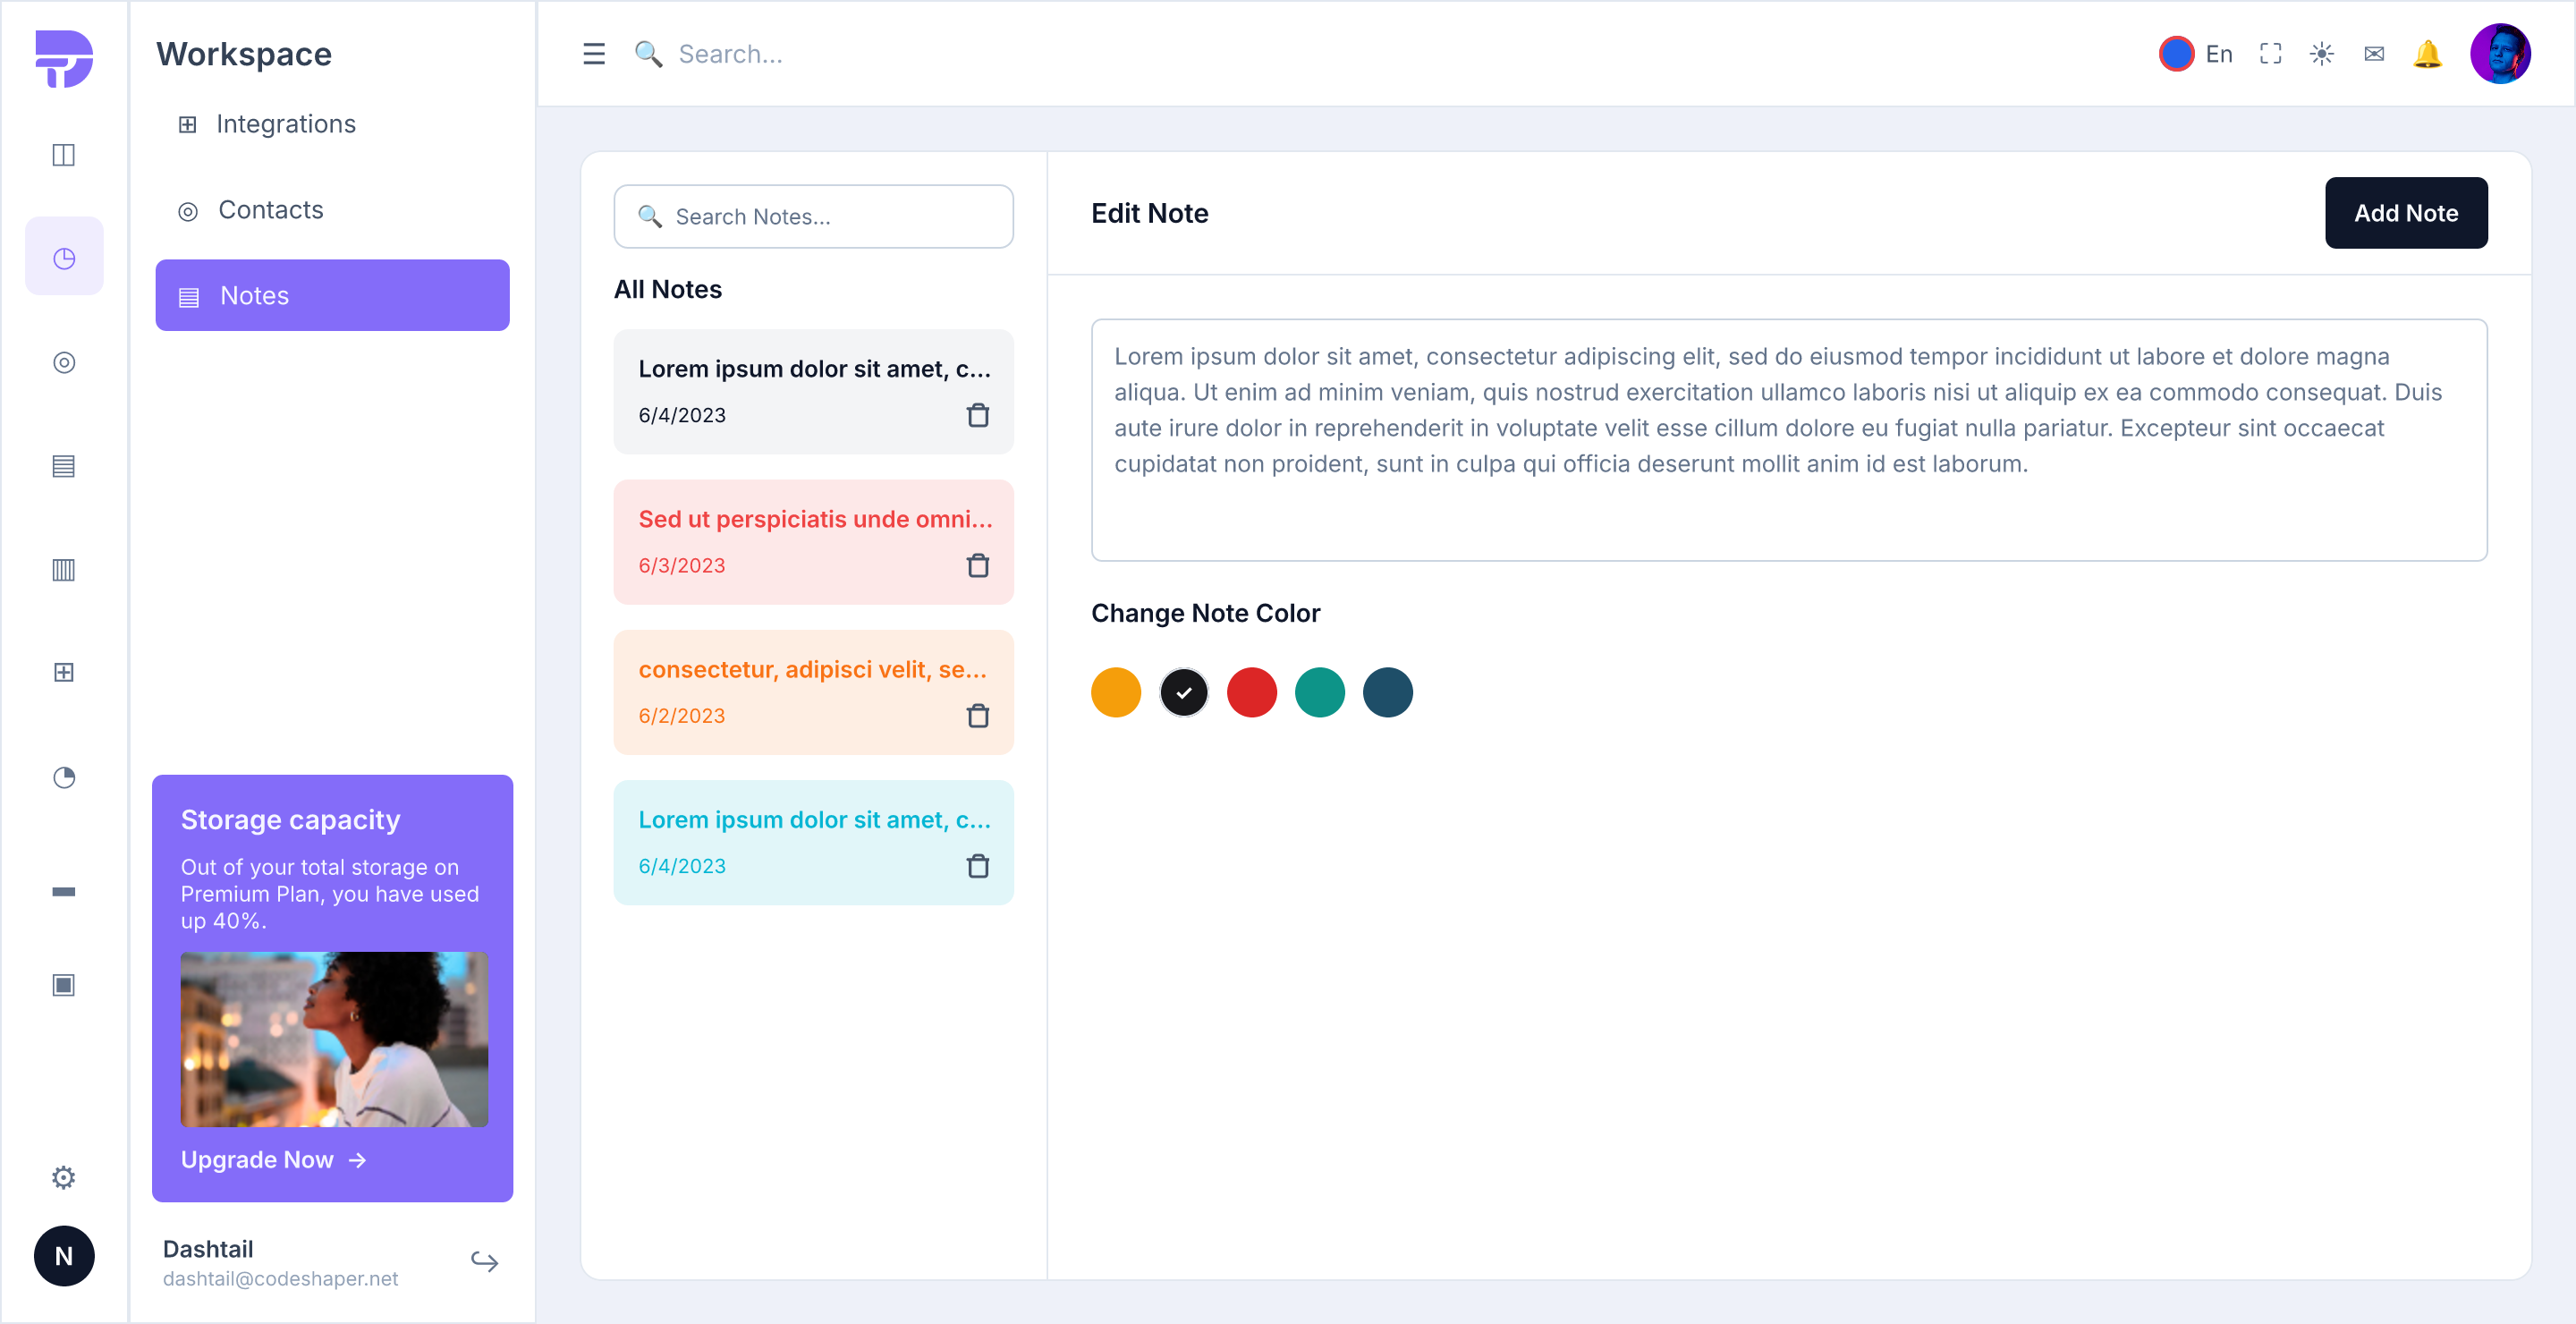 Workspace
Integrations
Contacts
Notes
Storage capacity
Out of your total storage on
Premium Plan, you have used
up 40%.
Upgrade Now →
N
Dashtail
dashtail@codeshaper.net
Search...
En
Search Notes...
All Notes
Lorem ipsum dolor sit amet, c...
6/4/2023
Sed ut perspiciatis unde omni...
6/3/2023
consectetur, adipisci velit, se...
6/2/2023
Lorem ipsum dolor sit amet, c...
6/4/2023
Edit Note
Add Note
Lorem ipsum dolor sit amet, consectetur adipiscing elit, sed do eiusmod tempor incididunt ut labore et dolore magna
aliqua. Ut enim ad minim veniam, quis nostrud exercitation ullamco laboris nisi ut aliquip ex ea commodo consequat. Duis
aute irure dolor in reprehenderit in voluptate velit esse cillum dolore eu fugiat nulla pariatur. Excepteur sint occaecat
cupidatat non proident, sunt in culpa qui officia deserunt mollit anim id est laborum.
Change Note Color